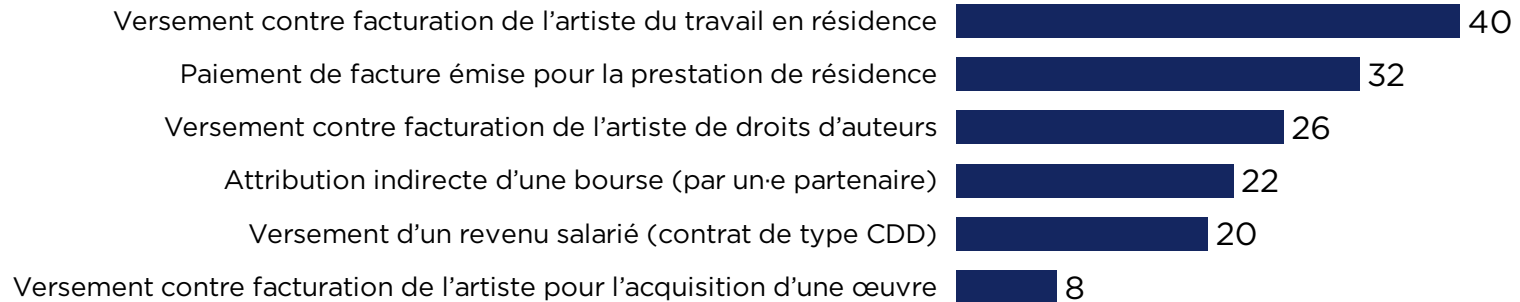 Versement contre facturation de l’artiste du travail en résidence 40
Paiement de facture émise pour la prestation de résidence 32
Versement contre facturation de l’artiste de droits d’auteurs 26
Attribution indirecte d’une bourse (par un·e partenaire) 22
Versement d’un revenu salarié (contrat de type CDD) 20
Versement contre facturation de l’artiste pour l’acquisition d’une œuvre 8